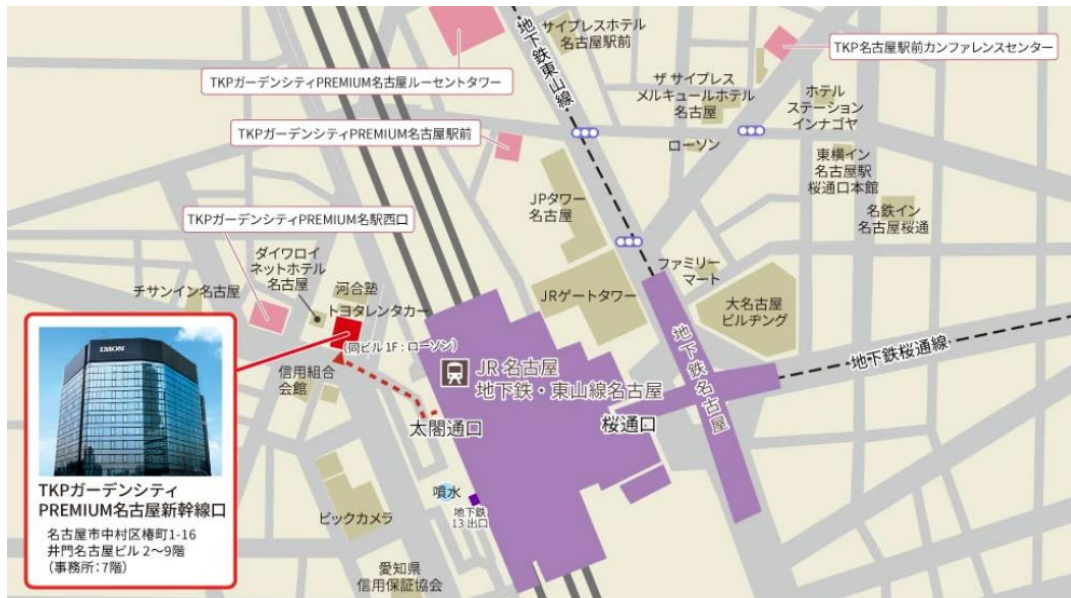 サイプレスホテル
名古屋駅前
地下鉄東山線
TKP名古屋駅前カンファレンスセンター
TKPガーデンシティPREMIUM名古屋ルーセントタワー
ザ サイプレス
メルキュールホテル
名古屋
ホテル
ステーション
インナゴヤ
TKPガーデンシティPREMIUM名古屋駅前
ローソン
東横イン
名古屋駅
桜通口本館
JPタワー
名古屋
名鉄イン
名古屋桜通
TKPガーデンシティPREMIUM名駅西口
ダイワロイ
ネットホテル
名古屋
ファミリー
マート
チサンイン名古屋
河合塾
トヨタレンタカー
JRゲートタワー
大名古屋
ビルヂング
(同ビル1F:ローソン)
地下鉄名古屋
地下鉄桜通線
IMON
信用組合
会館
JR名古屋
地下鉄・東山線名古屋
太閤通口
桜通口
TKPガーデンシティ
PREMIUM名古屋新幹線口
名古屋市中村区椿町1-16
井門名古屋ビル 2〜9階
(事務所:7階)
噴水
地下鉄
13出口
ビックカメラ
愛知県
信用保証協会